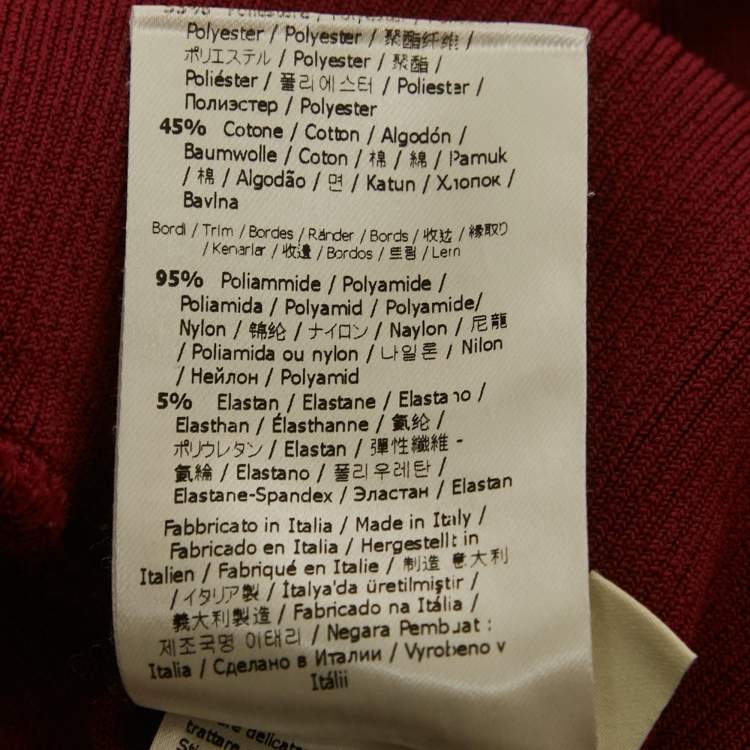 Polyester / Polyester / 聚酯纤维 /
ポリエステル / Polyester / 聚酯 /
Poliéster / 폴리에스터 / Poliester /
Полиэстер / Polyester
45% Cotone / Cotton / Algodón /
Baumwolle / Coton / 棉 / 綿 / Pamuk
/ 棉 / Algodão / 면 / Katun / Хлопок /
Bavlna
Bordi / Trim / Bordes / Ränder / Bords / 收边 / 縁取り
/ Kenarlar / 收邊 / Bordos / 트림 / Lem
95% Poliammide / Polyamide /
Poliamida / Polyamid / Polyamide/
Nylon / 锦纶 / ナイロン / Naylon / 尼龍
/ Poliamida ou nylon / 나일론 / Nilon
/ Нейлон / Polyamid
5% Elastan / Elastane / Elastano /
Elasthan / Élasthanne / 氨纶 /
ポリウレタン / Elastan / 彈性纖維 -
氨綸 / Elastano / 폴리우레탄 /
Elastane-Spandex / Эластан / Elastan
Fabbricato in Italia / Made in Italy /
Fabricado en Italia / Hergestellt in
Italien / Fabriqué en Italie / 制造 意大利
/ イタリア製 / İtalya'da üretilmiştir /
義大利製造 / Fabricado na Itália /
제조국명 이태리 / Negara Pembuat :
Italia / Сделано в Италии / Vyrobeno v
Itálii
delicate
trattare